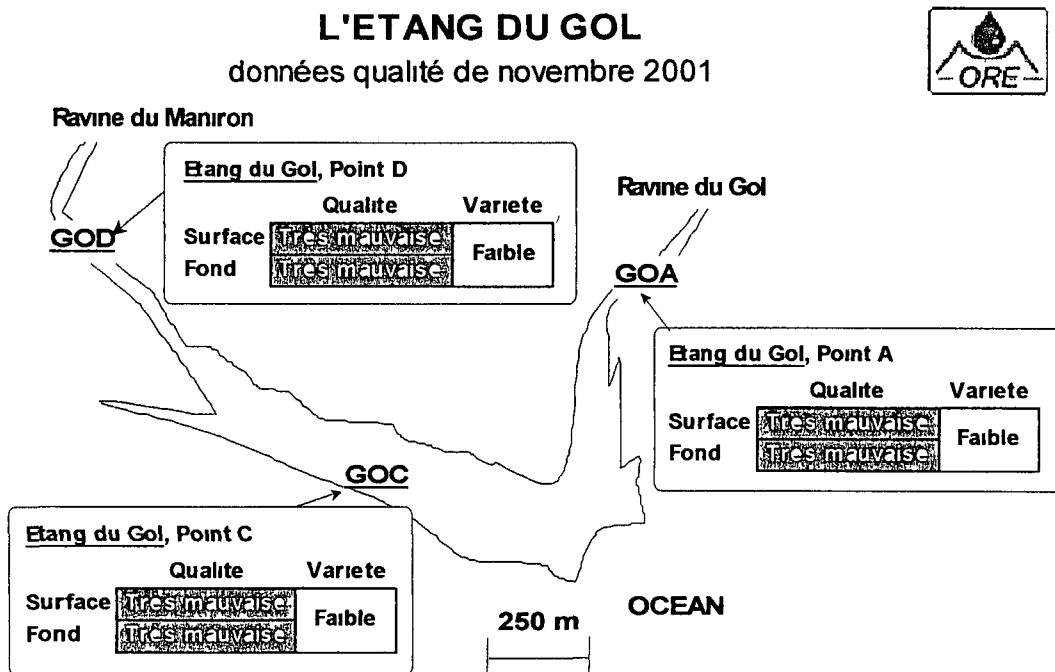 L'ETANG DU GOL
données qualité de novembre 2001
ORE
Ravine du Maniron
Etang du Gol, Point D
Qualite Variete
Surface Très mauvaise Faible
Fond Très mauvaise
GOD
Ravine du Gol
GOA
Etang du Gol, Point A
Qualite Variete
Surface Très mauvaise Faible
Fond Très mauvaise
GOC
Etang du Gol, Point C
Qualite Variete
Surface Très mauvaise Faible
Fond Très mauvaise
250 m
OCEAN